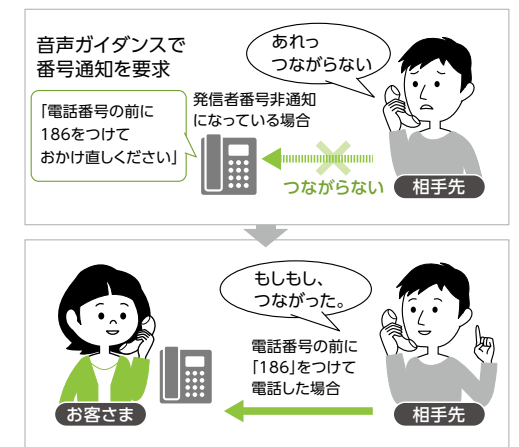 音声ガイダンスで
番号通知を要求
あれっ
つながらない
「電話番号の前に
186をつけて
おかけ直しください」
発信者番号非通知
になっている場合
つながらない
相手先
もしもし、
つながった。
電話番号の前に
「186」をつけて
電話した場合
お客さま
相手先